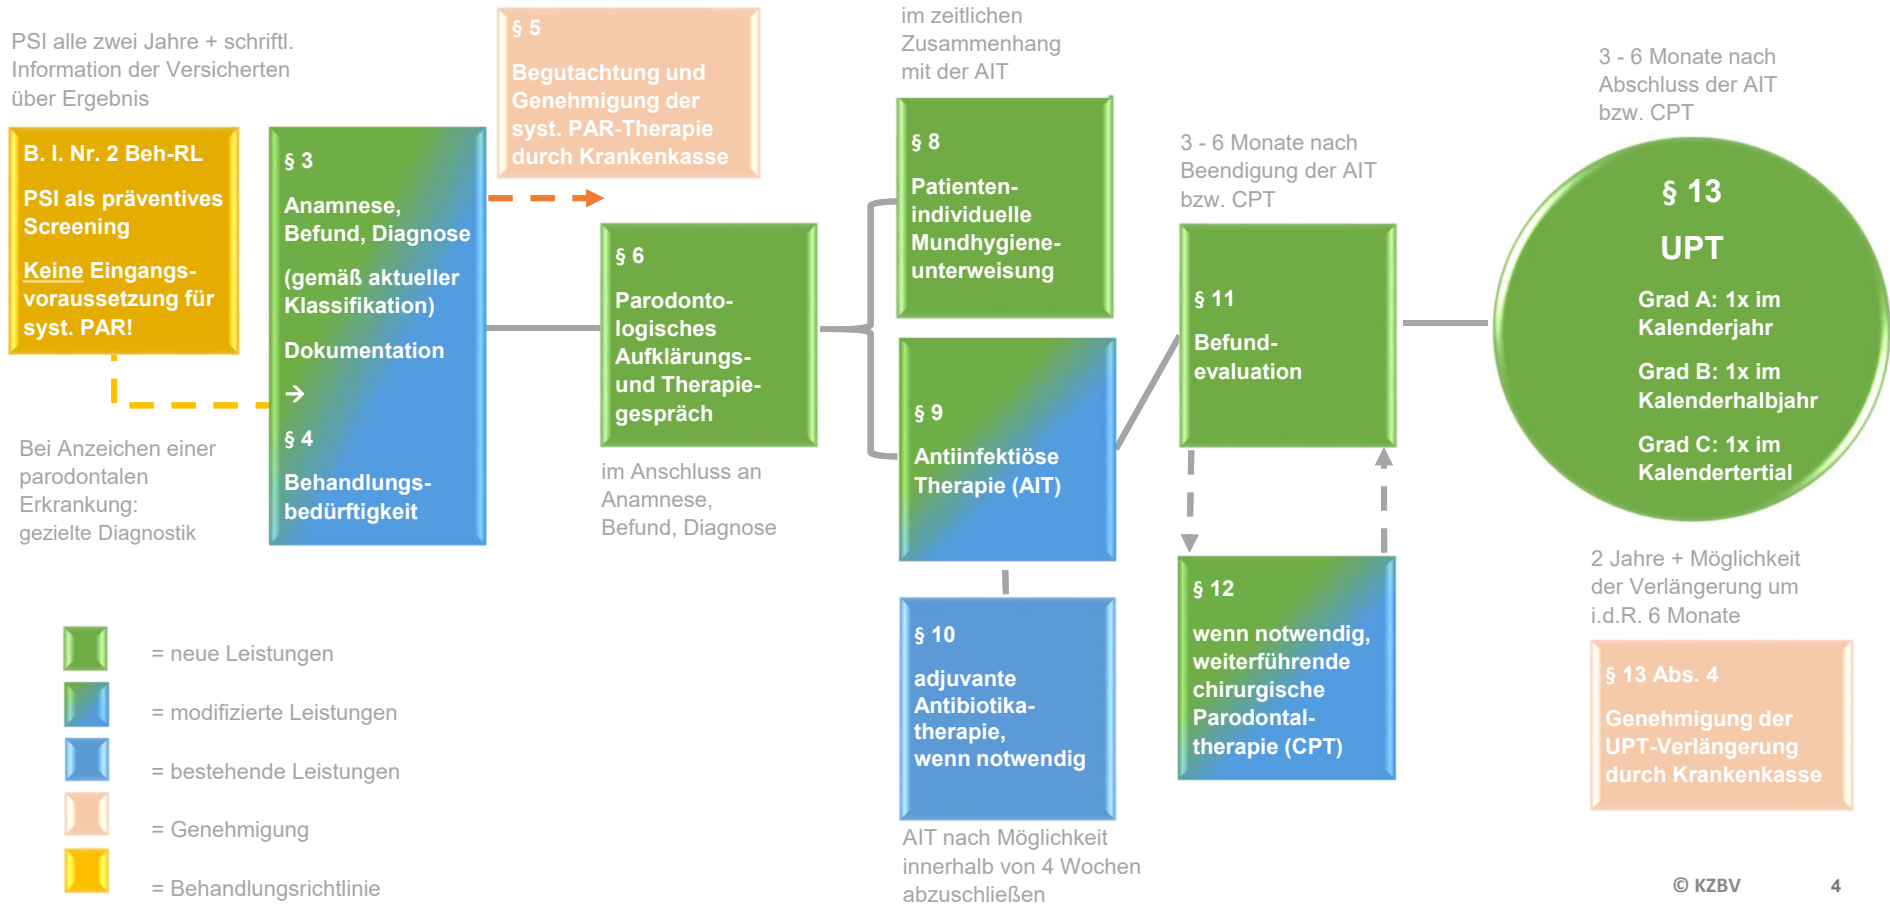 PSI alle zwei Jahre + schriftl.
Information der Versicherten
über Ergebnis
B. I. Nr. 2 Beh-RL
PSI als präventives
Screening
Keine Eingangs-
voraussetzung für
syst. PAR!
Bei Anzeichen einer
parodontalen
Erkrankung:
gezielte Diagnostik
§ 3
Anamnese,
Befund, Diagnose
(gemäß aktueller
Klassifikation)
Dokumentation
→
§ 4
Behandlungs-
bedürftigkeit
§ 5
Begutachtung und
Genehmigung der
syst. PAR-Therapie
durch Krankenkasse
§ 6
Parodonto-
logisches
Aufklärungs-
und Therapie-
gespräch
im Anschluss an
Anamnese,
Befund, Diagnose
im zeitlichen
Zusammenhang
mit der AIT
§ 8
Patienten-
individuelle
Mundhygiene-
unterweisung
§ 9
Antiinfektiöse
Therapie (AIT)
§ 10
adjuvante
Antibiotika-
therapie,
wenn notwendig
AIT nach Möglichkeit
innerhalb von 4 Wochen
abzuschließen
3 - 6 Monate nach
Beendigung der AIT
bzw. CPT
§ 11
Befund-
evaluation
§ 12
wenn notwendig,
weiterführende
chirurgische
Parodontal-
therapie (CPT)
3 - 6 Monate nach
Abschluss der AIT
bzw. CPT
§ 13
UPT
Grad A: 1x im
Kalenderjahr
Grad B: 1x im
Kalenderhalbjahr
Grad C: 1x im
Kalendertertial
2 Jahre + Möglichkeit
der Verlängerung um
i.d.R. 6 Monate
§ 13 Abs. 4
Genehmigung der
UPT-Verlängerung
durch Krankenkasse
= neue Leistungen
= modifizierte Leistungen
= bestehende Leistungen
= Genehmigung
= Behandlungsrichtlinie
© KZBV 4